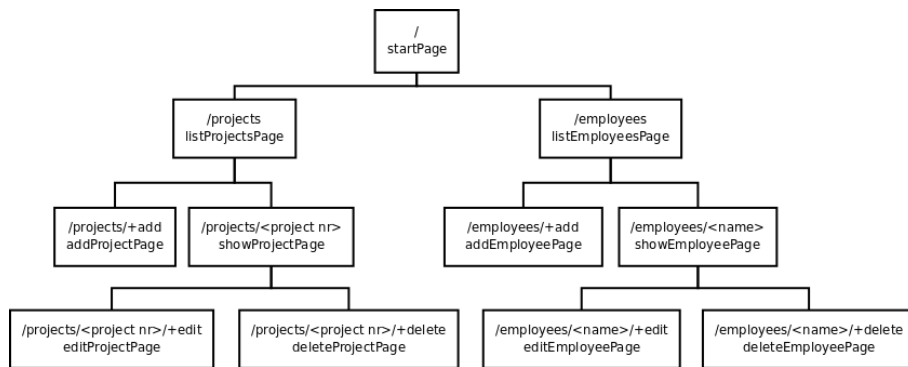 /
startPage
/projects
listProjectsPage
/employees
listEmployeesPage
/projects/+add
addProjectPage
/projects/<project nr>
showProjectPage
/employees/+add
addEmployeePage
/employees/<name>
showEmployeePage
/projects/<project nr>/+edit
editProjectPage
/projects/<project nr>/+delete
deleteProjectPage
/employees/<name>/+edit
editEmployeePage
/employees/<name>/+delete
deleteEmployeePage